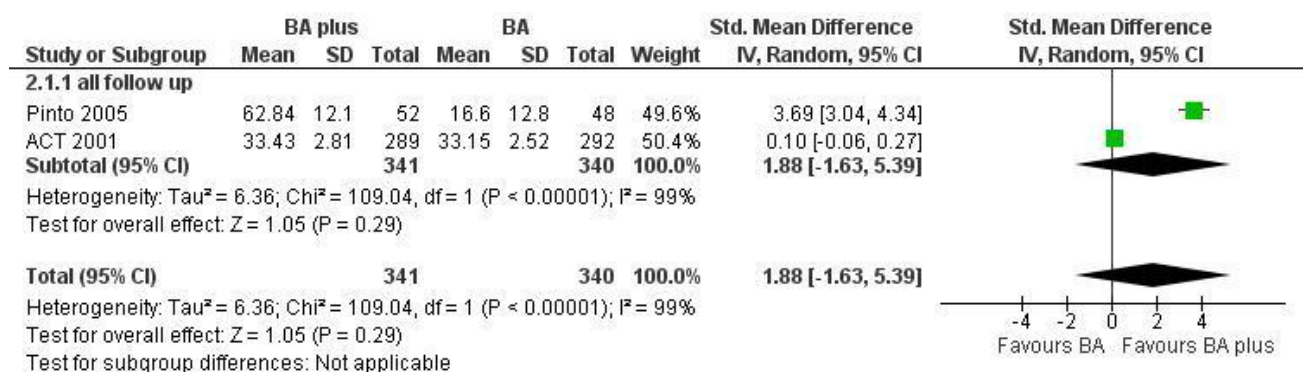 BA plus BA Std. Mean Difference Std. Mean Difference
Study or Subgroup Mean SD Total Mean SD Total Weight IV, Random, 95% CI IV, Random, 95% CI
2.1.1 all follow up
Pinto 2005 62.84 12.1 52 16.6 12.8 48 49.6% 3.69 [3.04, 4.34]
ACT 2001 33.43 2.81 289 33.15 2.52 292 50.4% 0.10 [-0.06, 0.27]
Subtotal (95% CI) 341 340 100.0% 1.88 [-1.63, 5.39]
Heterogeneity: Tau² = 6.36; Chi² = 109.04, df = 1 (P < 0.00001); I² = 99%
Test for overall effect: Z = 1.05 (P = 0.29)
Total (95% CI) 341 340 100.0% 1.88 [-1.63, 5.39]
Heterogeneity: Tau² = 6.36; Chi² = 109.04, df = 1 (P < 0.00001); I² = 99%
Test for overall effect: Z = 1.05 (P = 0.29)
Test for subgroup differences: Not applicable
-4 -2 0 2 4
Favours BA Favours BA plus